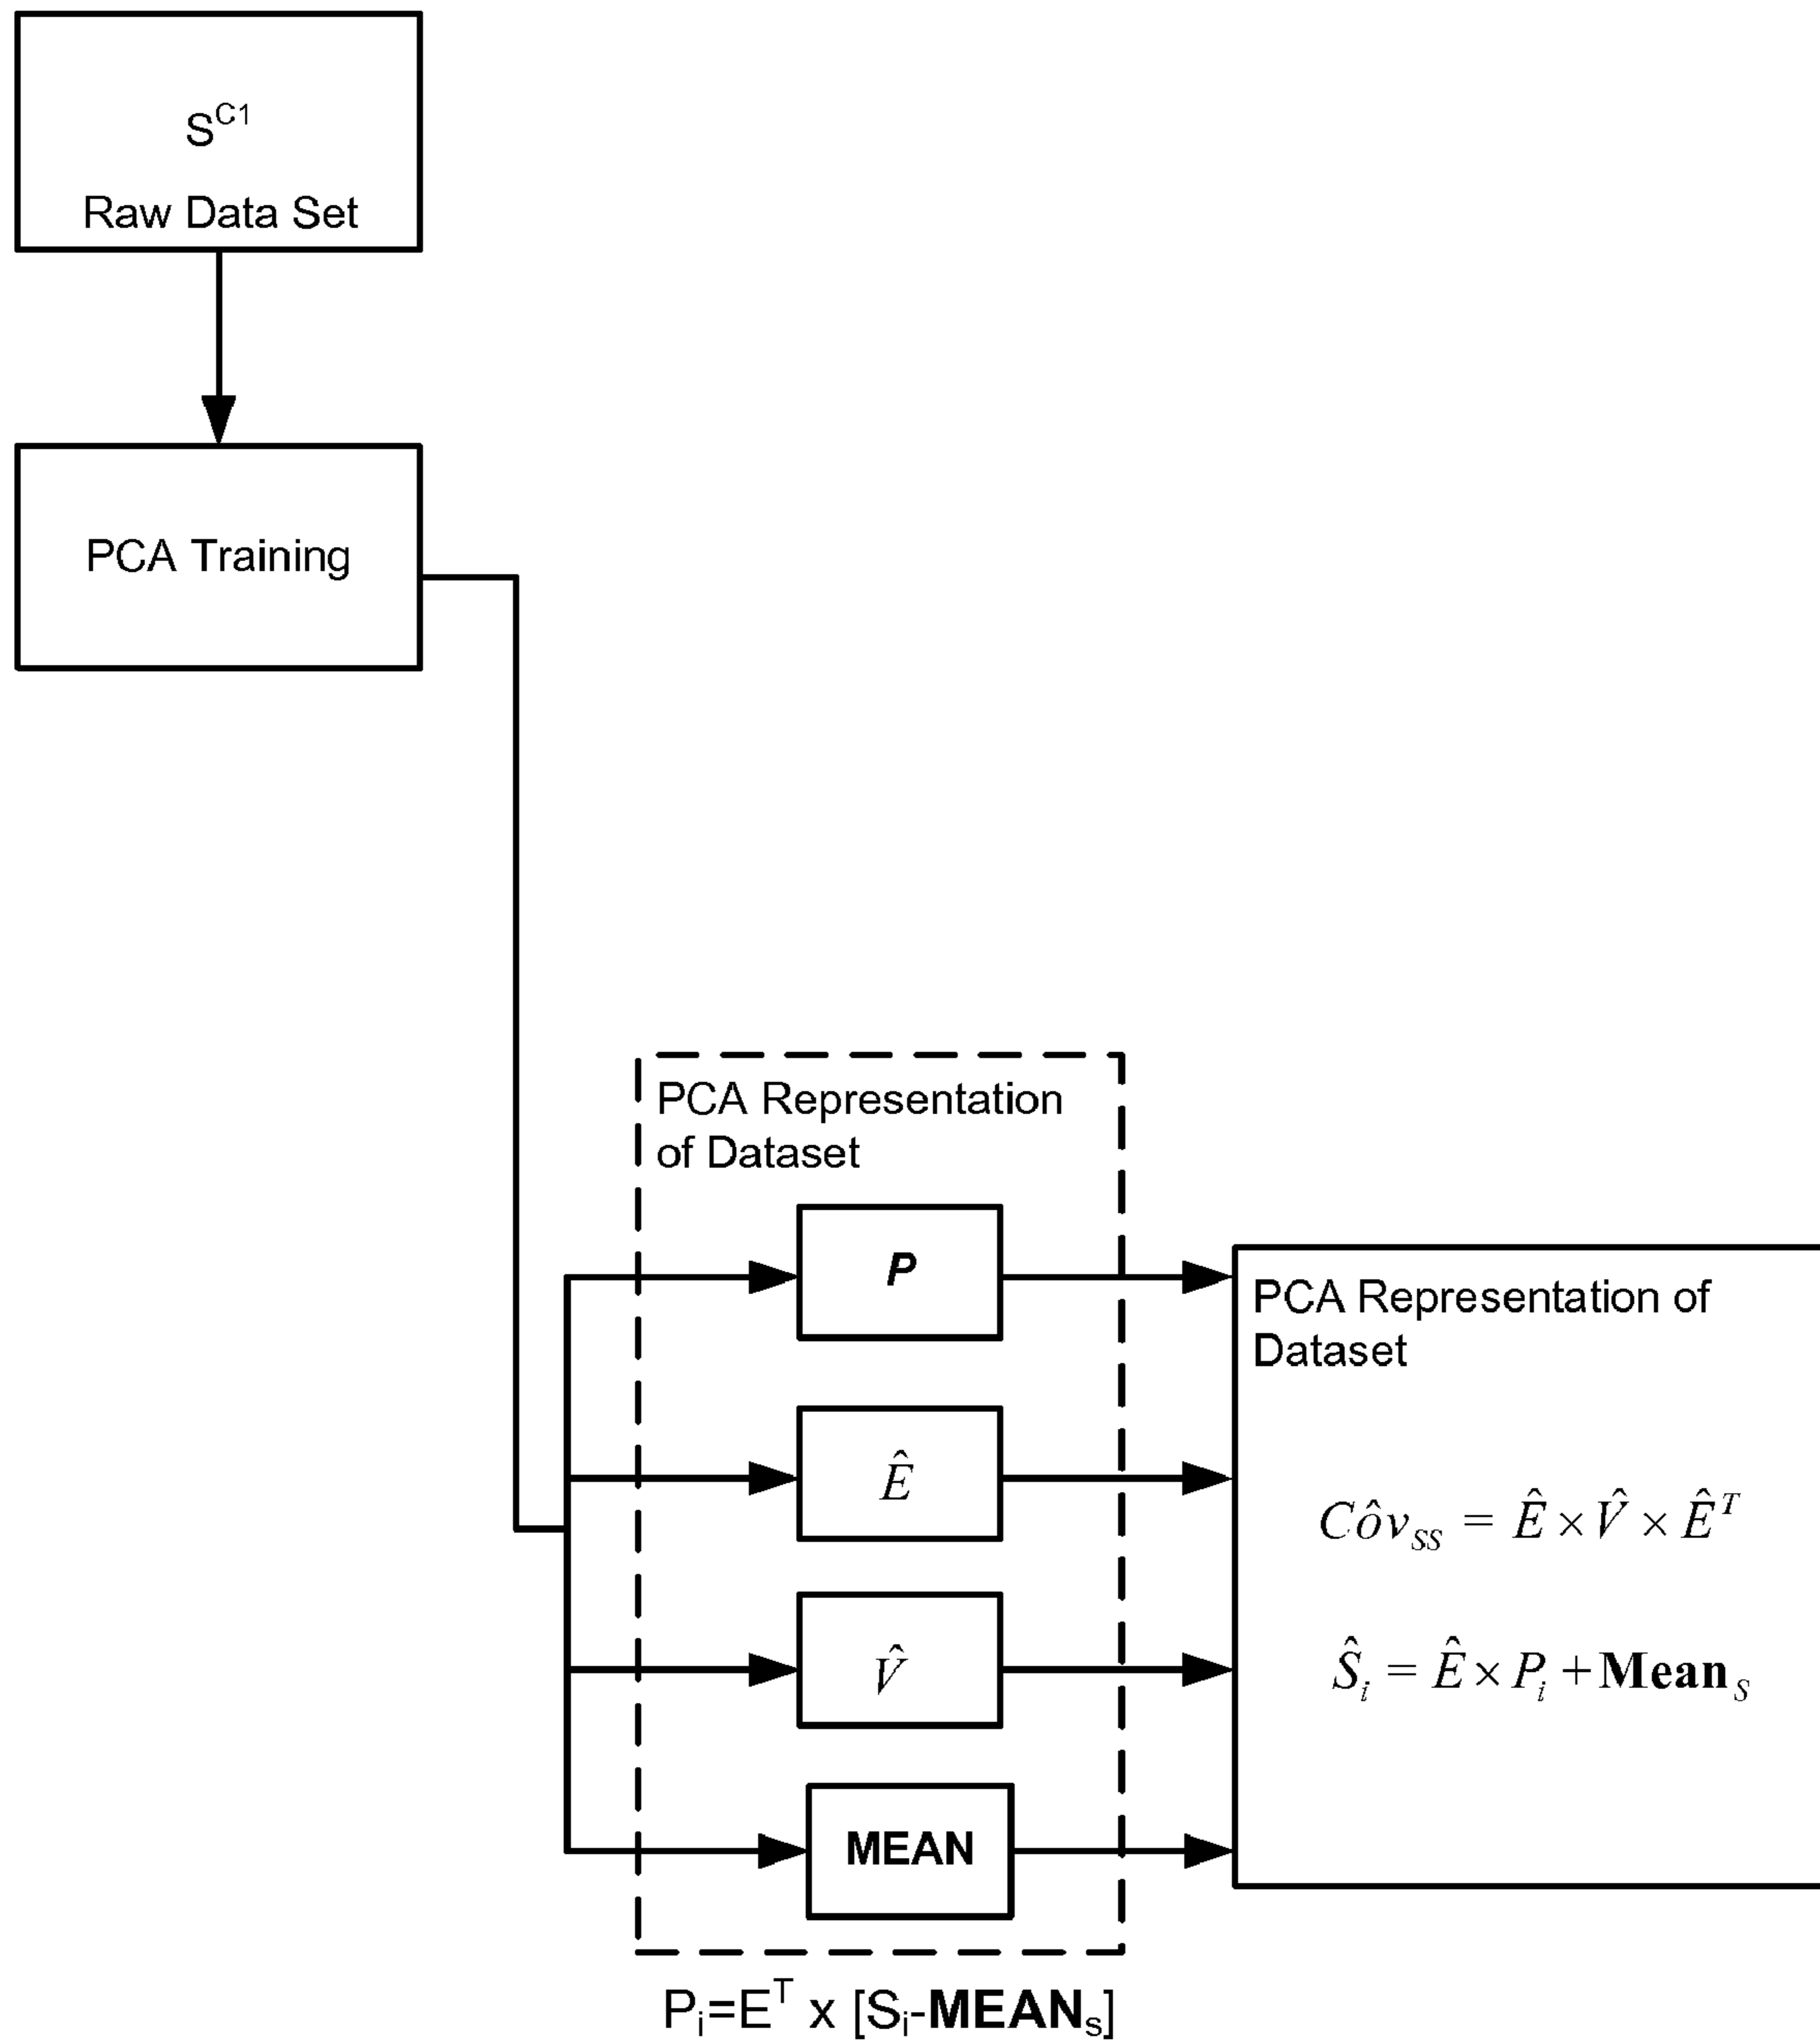 S^C1
Raw Data Set
PCA Training
PCA Representation
of Dataset
P
Ê
V̂
MEAN
P_i=E^T x [S_i-MEAN_s]
PCA Representation of
Dataset
Côv_SS = Ê × V̂ × Ê^T
Ŝ_i = Ê × P_i + Mean_S